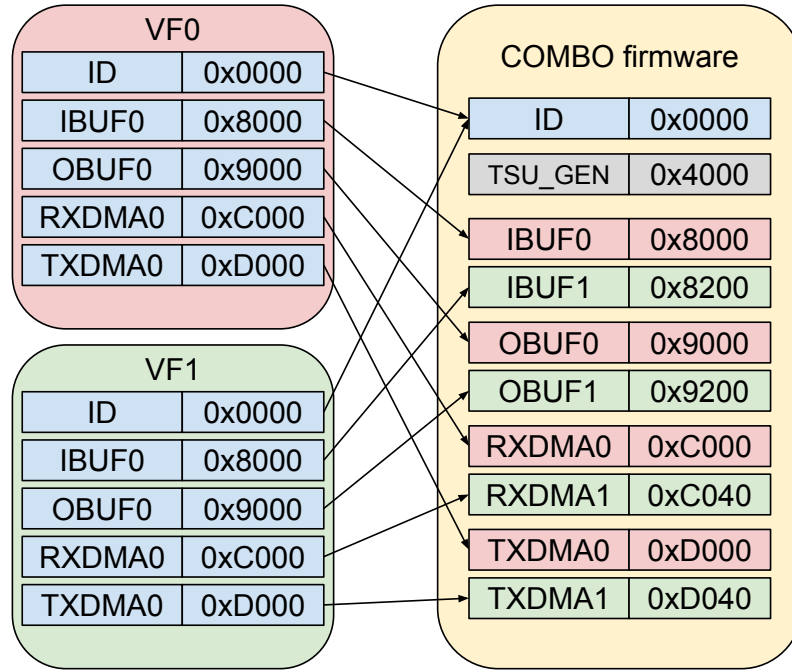 VF0
ID 0x0000
IBUF0 0x8000
OBUF0 0x9000
RXDMA0 0xC000
TXDMA0 0xD000
VF1
ID 0x0000
IBUF0 0x8000
OBUF0 0x9000
RXDMA0 0xC000
TXDMA0 0xD000
COMBO firmware
ID 0x0000
TSU_GEN 0x4000
IBUF0 0x8000
IBUF1 0x8200
OBUF0 0x9000
OBUF1 0x9200
RXDMA0 0xC000
RXDMA1 0xC040
TXDMA0 0xD000
TXDMA1 0xD040